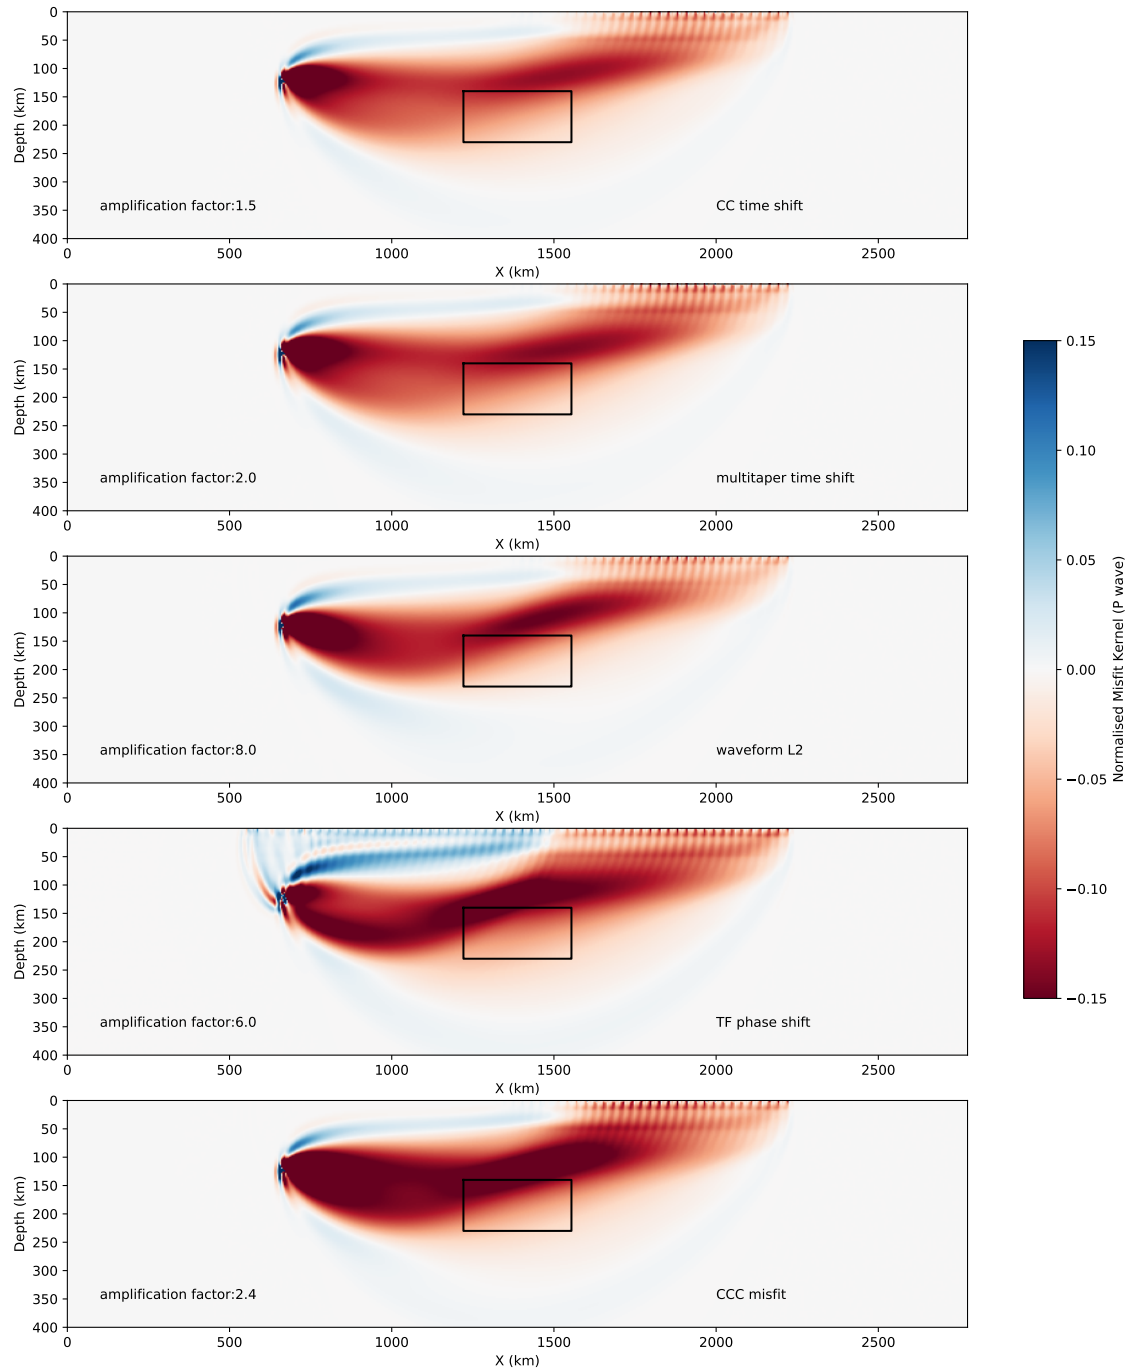 0
50
100
150
200
250
300
350
400
Depth (km)
amplification factor:1.5
CC time shift
0 500 1000 1500 2000 2500
X (km)
0
50
100
150
200
250
300
350
400
Depth (km)
amplification factor:2.0
multitaper time shift
0 500 1000 1500 2000 2500
X (km)
0
50
100
150
200
250
300
350
400
Depth (km)
amplification factor:8.0
waveform L2
0 500 1000 1500 2000 2500
X (km)
0
50
100
150
200
250
300
350
400
Depth (km)
amplification factor:6.0
TF phase shift
0 500 1000 1500 2000 2500
X (km)
0
50
100
150
200
250
300
350
400
Depth (km)
amplification factor:2.4
CCC misfit
0 500 1000 1500 2000 2500
X (km)
0.15
0.10
0.05
0.00
−0.05
−0.10
−0.15
Normalised Misfit Kernel (P wave)